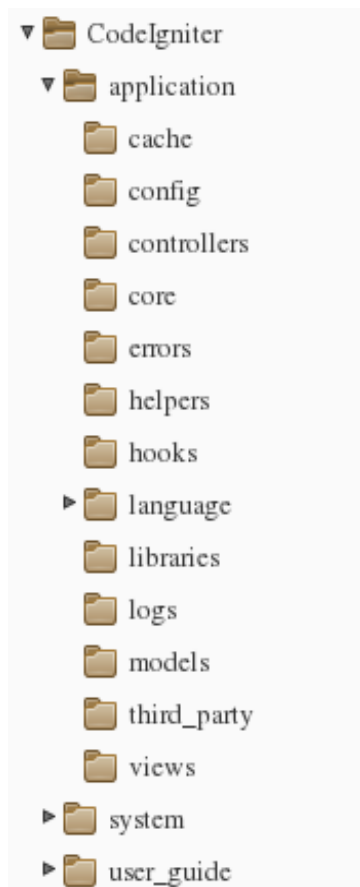 CodeIgniter
application
cache
config
controllers
core
errors
helpers
hooks
language
libraries
logs
models
third_party
views
system
user_guide